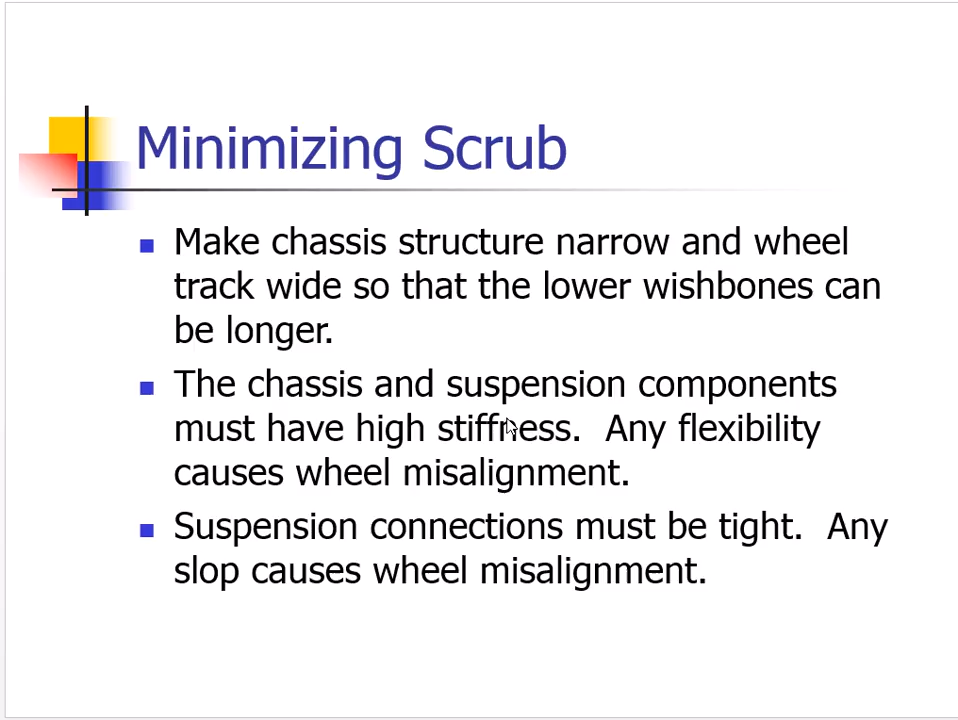 Minimizing Scrub
Make chassis structure narrow and wheel
track wide so that the lower wishbones can
be longer.
The chassis and suspension components
must have high stiffness.  Any flexibility
causes wheel misalignment.
Suspension connections must be tight.  Any
slop causes wheel misalignment.